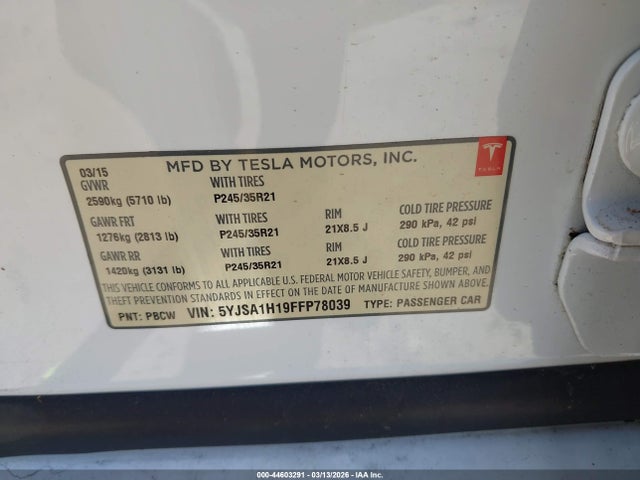 MFD BY TESLA MOTORS, INC.
TESLA
03/15
GVWR WITH TIRES
2590kg (5710 lb) P245/35R21
GAWR FRT WITH TIRES RIM COLD TIRE PRESSURE
1276kg (2813 lb) P245/35R21 21X8.5 J 290 kPa, 42 psi
GAWR RR WITH TIRES RIM COLD TIRE PRESSURE
1420kg (3131 lb) P245/35R21 21X8.5 J 290 kPa, 42 psi
THIS VEHICLE CONFORMS TO ALL APPLICABLE U.S. FEDERAL MOTOR VEHICLE SAFETY, BUMPER, AND
THEFT PREVENTION STANDARDS IN EFFECT ON THE DATE OF MANUFACTURE SHOWN ABOVE.
PNT: PBCW VIN: 5YJSA1H19FFP78039 TYPE: PASSENGER CAR
000-44603291 - 03/13/2026 - IAA Inc.